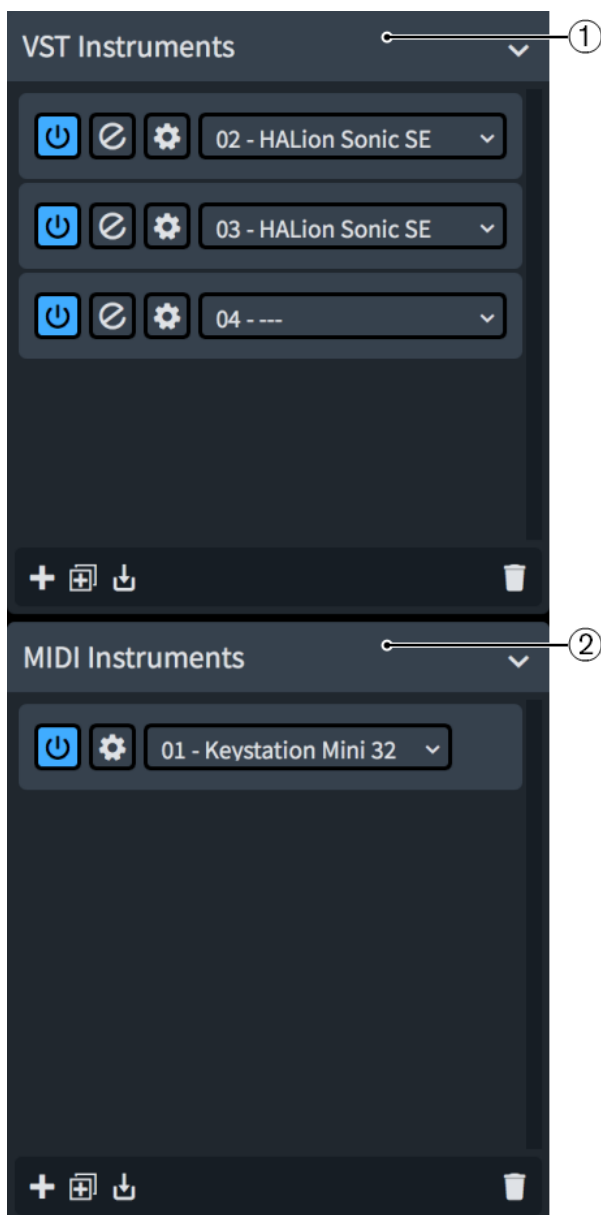 VST Instruments
①
02 - HALion Sonic SE
03 - HALion Sonic SE
04 - ---
MIDI Instruments
②
01 - Keystation Mini 32